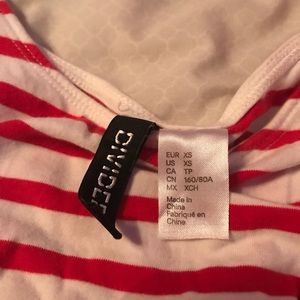 DIVIDED
EUR XS
US XS
CA TP
CN 160/80A
MX XCH
Made in
China
Fabriqué en
Chine